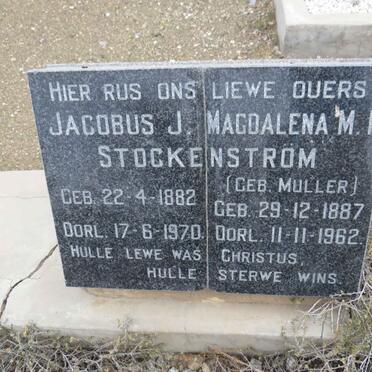 HIER RUS ONS LIEWE OUERS
JACOBUS J. MAGDALENA M.
STOCKENSTRÖM
(GEB. MULLER)
GEB. 22-4-1882 GEB. 29-12-1887
DORL. 17-6-1970. DORL. 11-11-1962.
HULLE LEWE WAS CHRISTUS,
HULLE STERWE WINS.